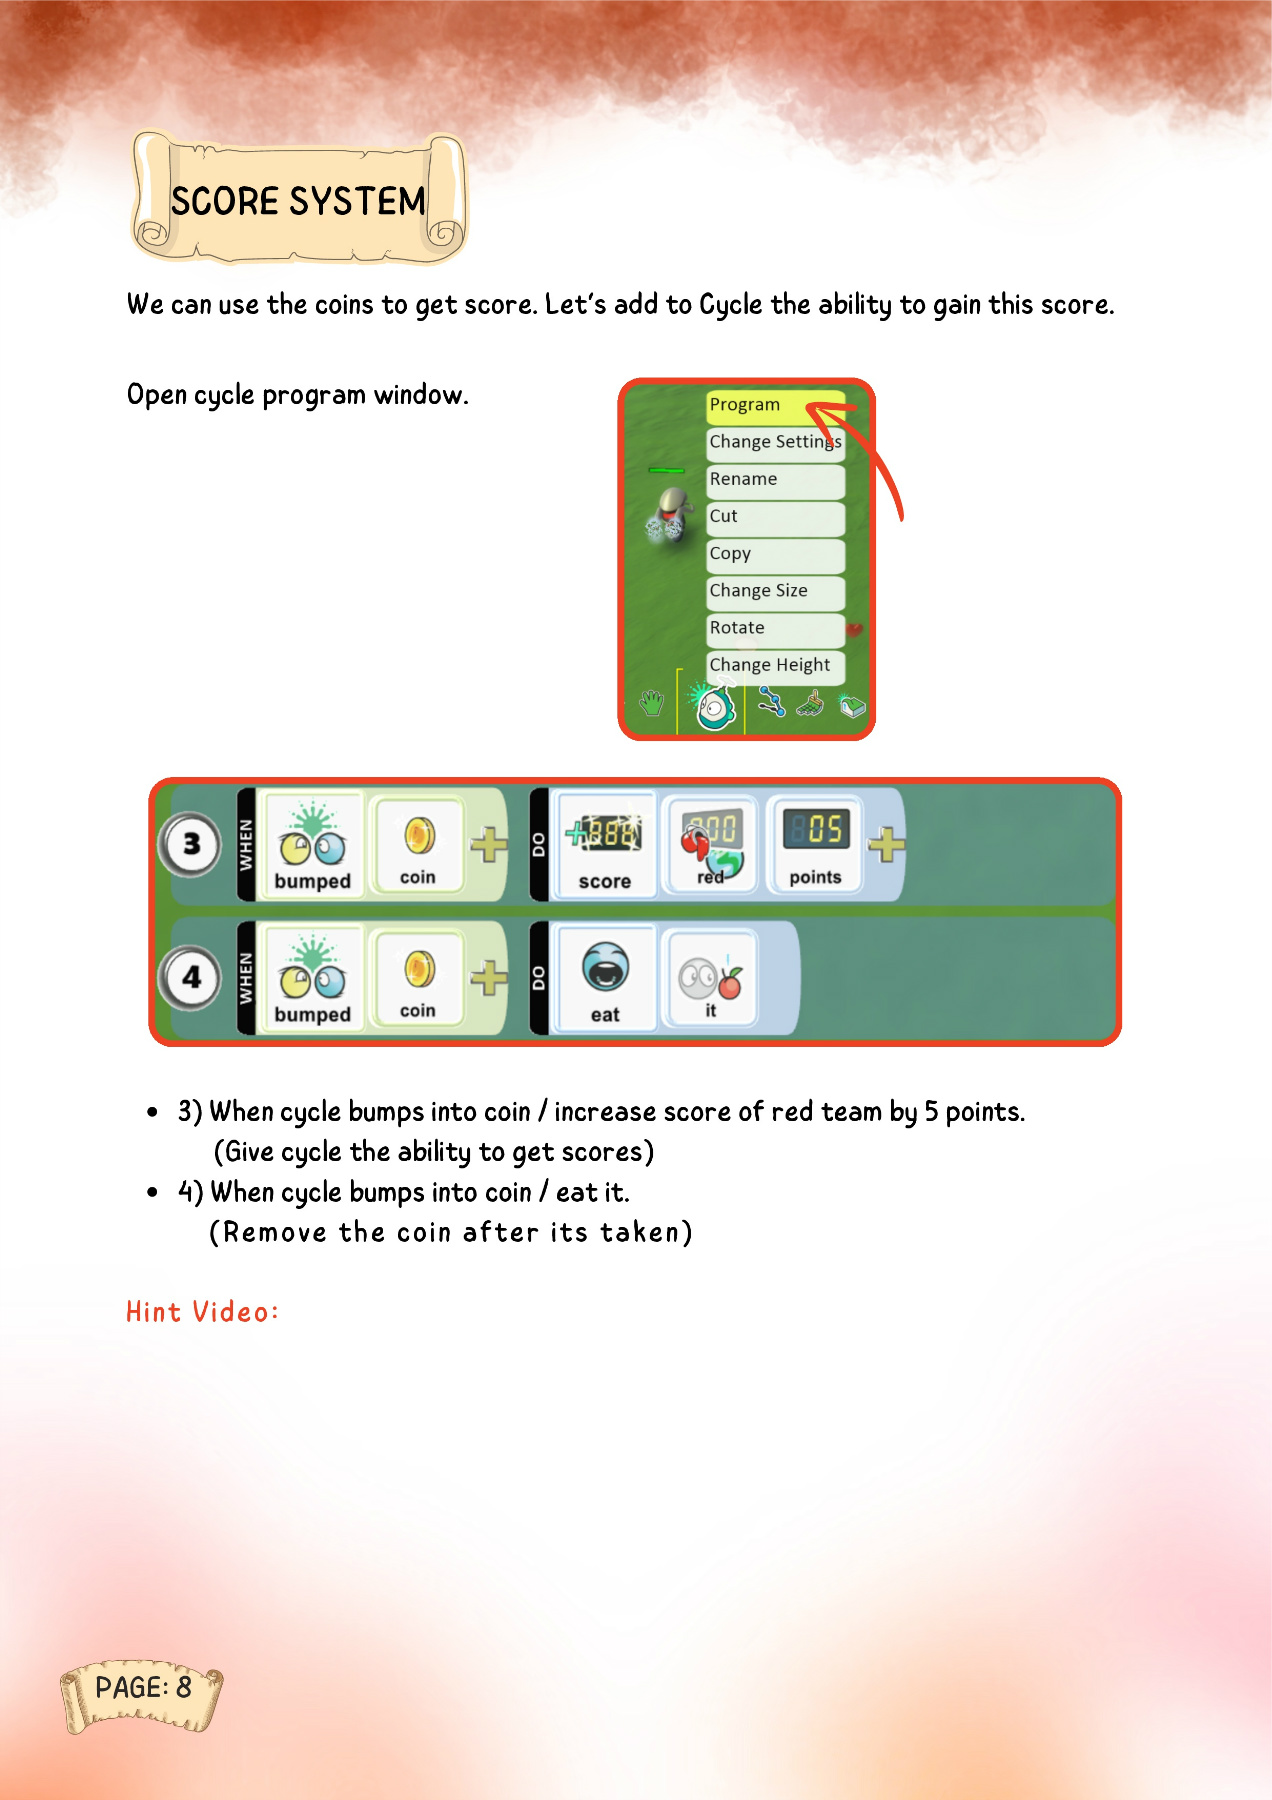 SCORE SYSTEM
We can use the coins to get score. Let's add to Cycle the ability to gain this score.
Open cycle program window.
Program
Change Settings
Rename
Cut
Copy
Change Size
Rotate
Change Height
3 WHEN bumped coin DO score red points
05
4 WHEN bumped coin DO eat it
• 3) When cycle bumps into coin / increase score of red team by 5 points.
(Give cycle the ability to get scores)
• 4) When cycle bumps into coin / eat it.
(Remove the coin after its taken)
Hint Video:
PAGE: 8